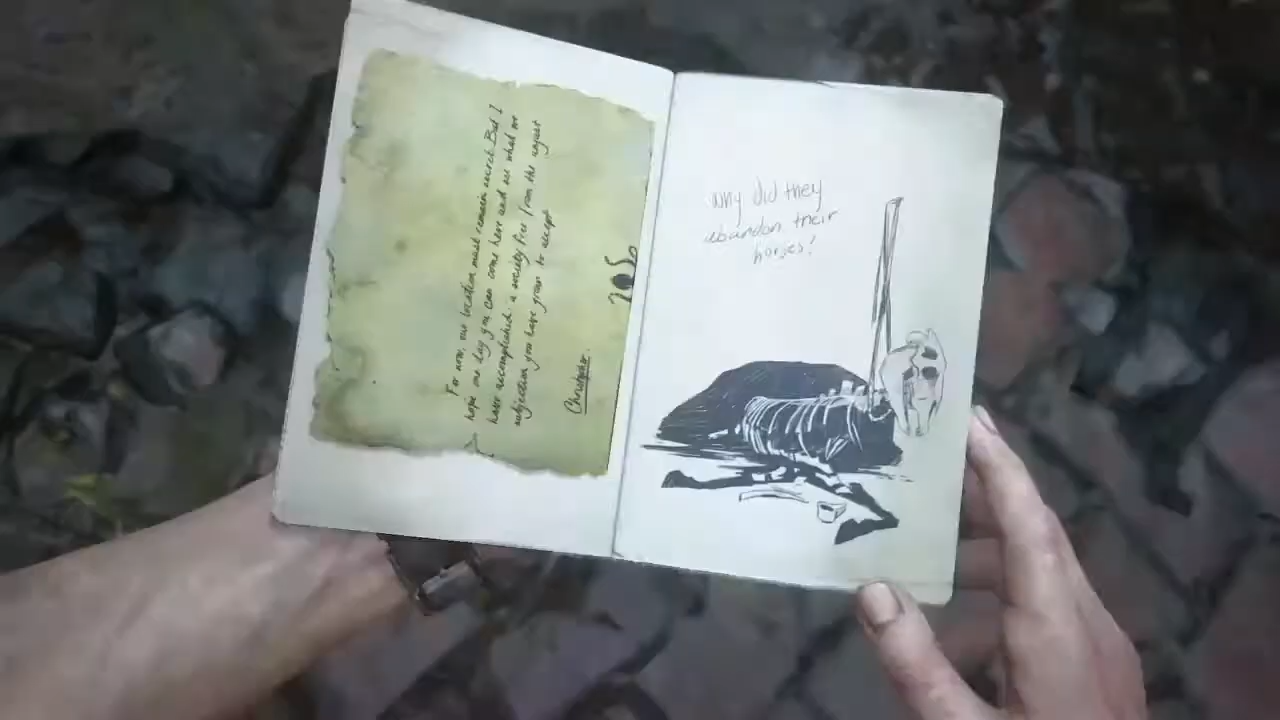 For now, our location must remain secret. But I
hope one day you can come here and see what we
have accomplished: a society free from the unjust
subjection you have grown to accept
Christopher.
Why did they
abandon their
horses?